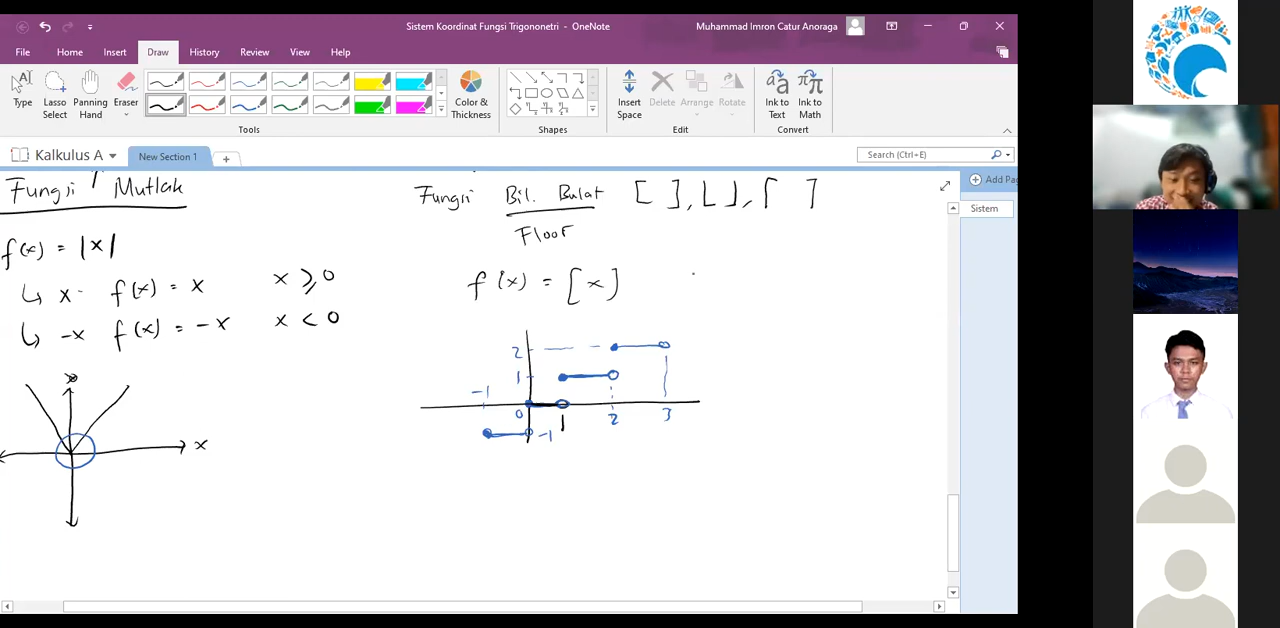 Sistem Koordinat Fungsi Trigononetri - OneNote
Muhammad Imron Catur Anoraga
File Home Insert Draw History Review View Help
Type
Lasso Select
Panning Hand
Eraser
Color & Thickness
Insert Space
Delete
Arrange
Rotate
Ink to Text
Ink to Math
Tools
Shapes
Edit
Convert
Kalkulus A
New Section 1
+
Search (Ctrl+E)
Add Pa
Sistem
Fungsi Mutlak
f(x) = |x|
↳ x f(x) = x x ⩾ 0
↳ -x f(x) = -x x < 0
x
Fungsi Bil. Bulat [ ], ⌊ ⌋, ⌈ ⌉
Floor
f(x) = [x]
2
1
-1
0
1
2
3
-1